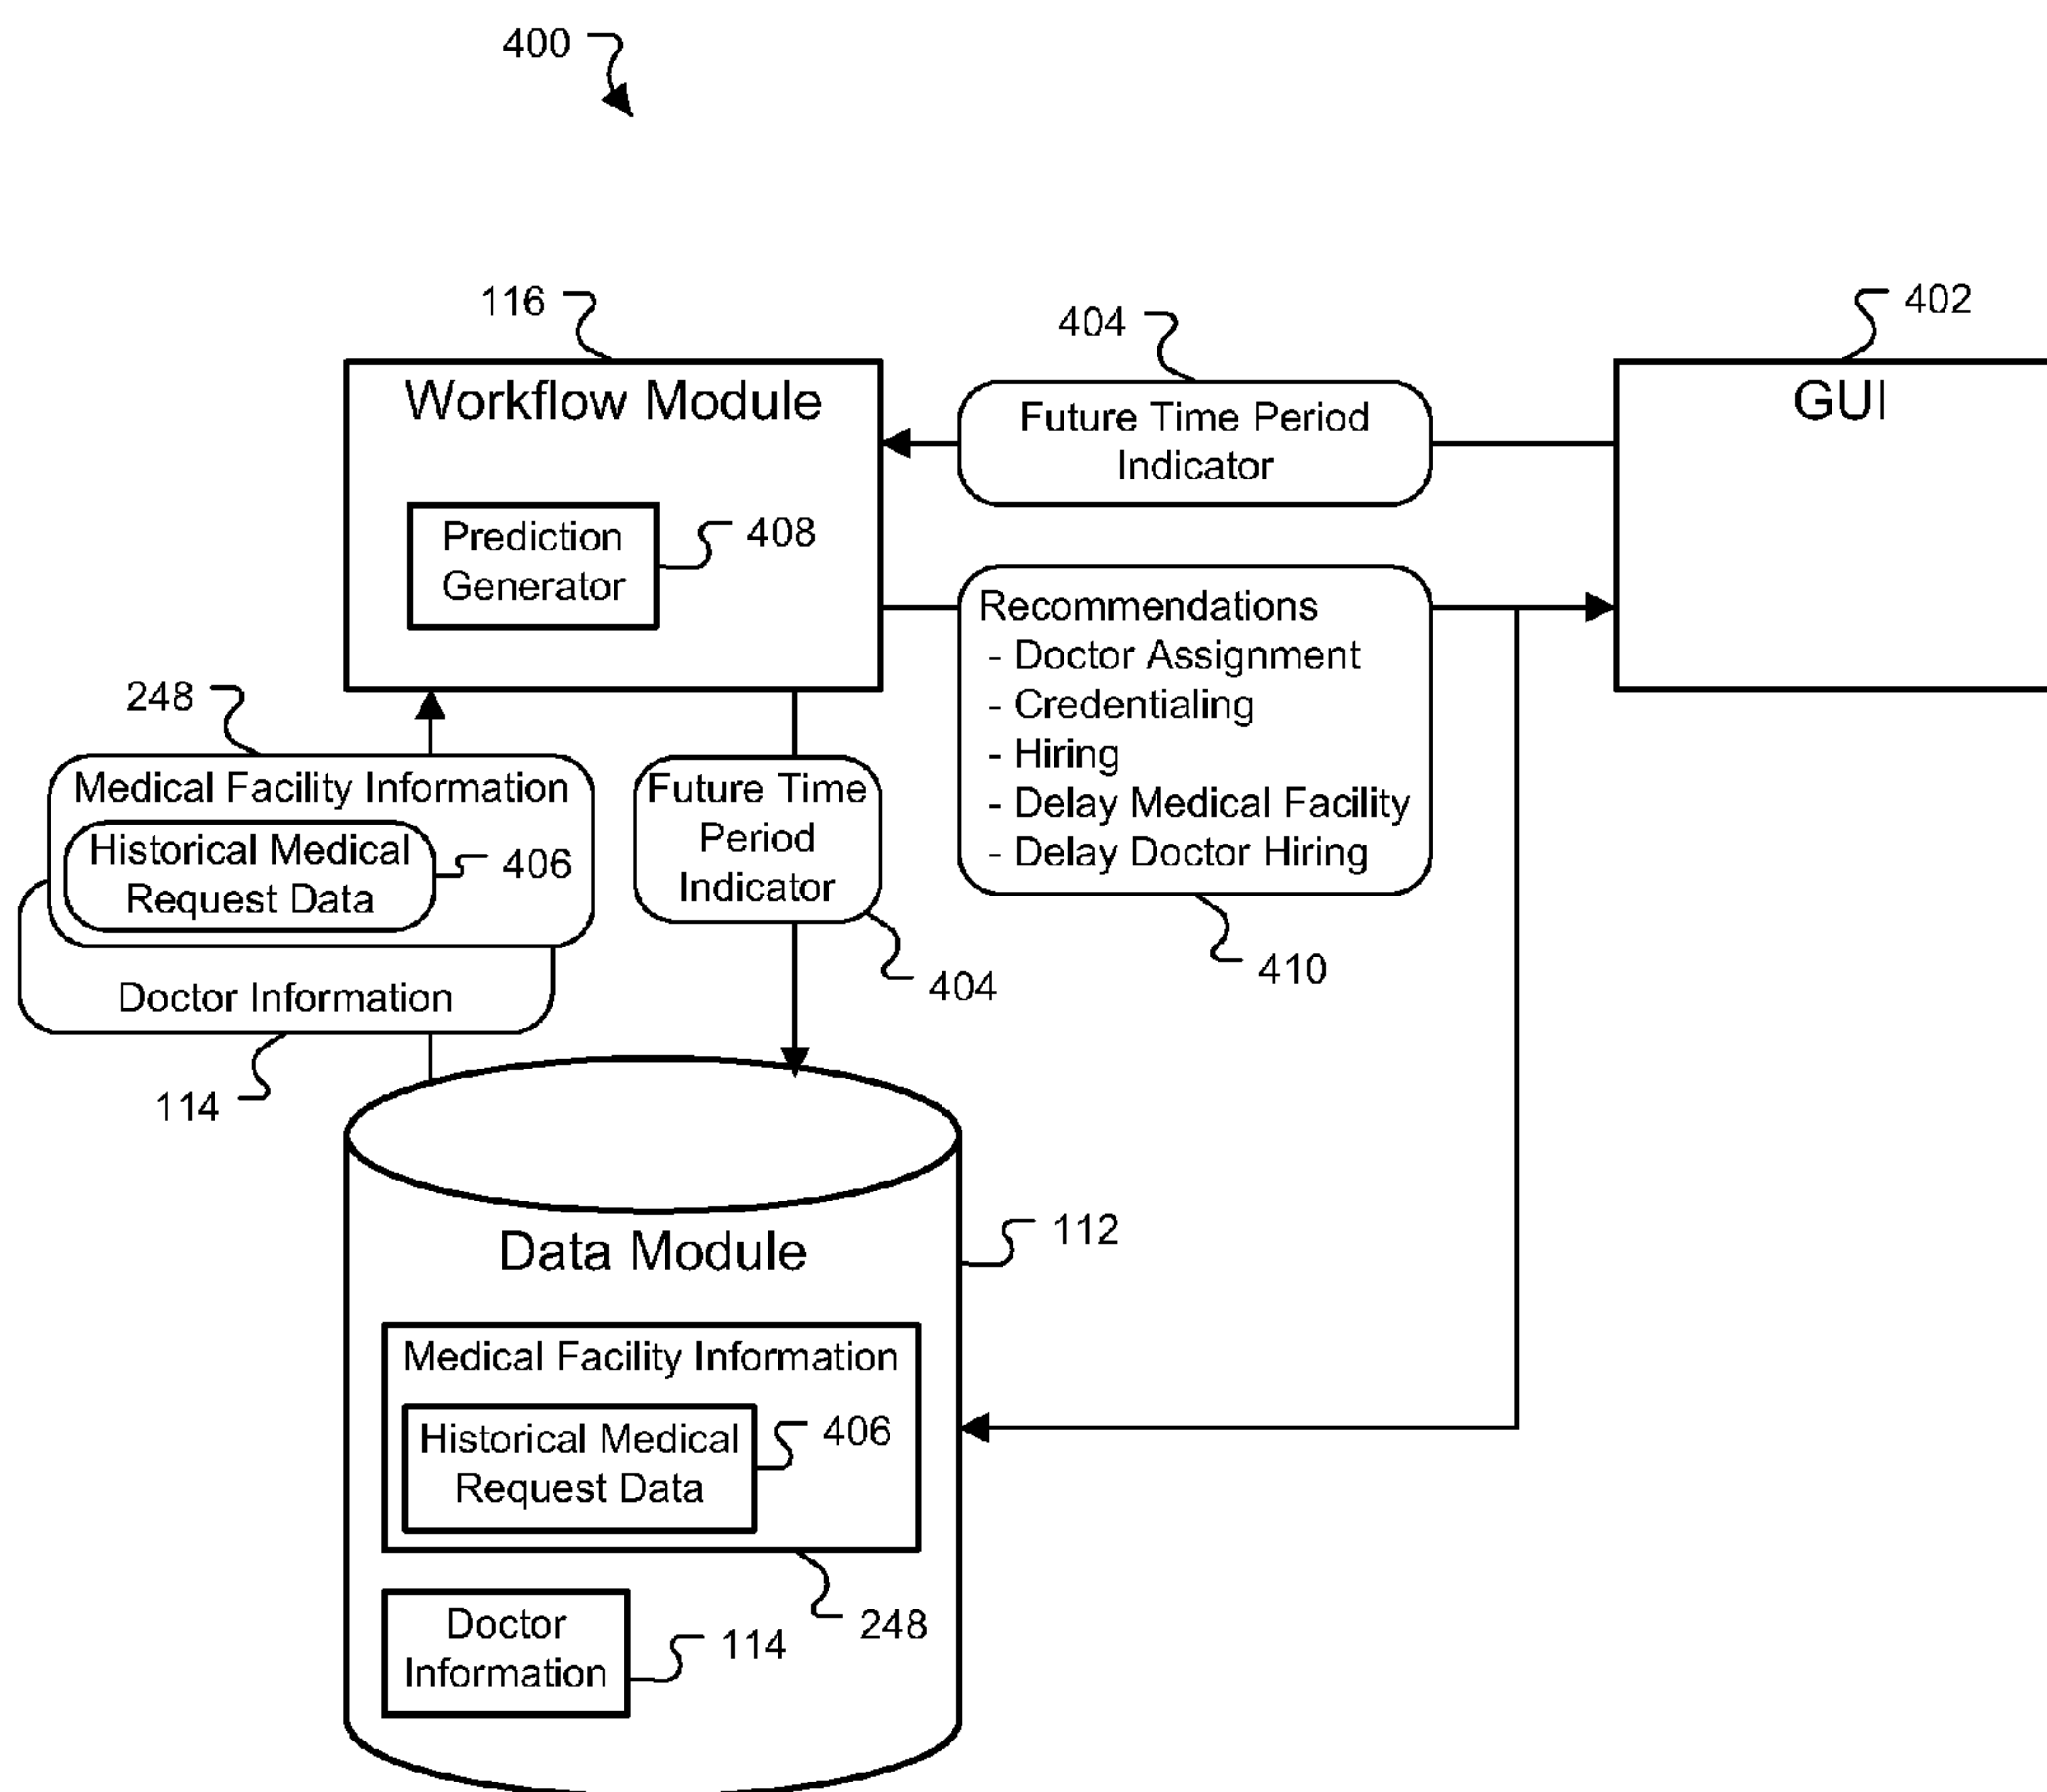 400
116
404
402
Workflow Module
Future Time Period
Indicator
GUI
Prediction
Generator
408
Recommendations
- Doctor Assignment
- Credentialing
- Hiring
- Delay Medical Facility
- Delay Doctor Hiring
248
Medical Facility Information
Historical Medical
Request Data
406
Future Time
Period
Indicator
404
410
Doctor Information
114
Data Module
112
Medical Facility Information
Historical Medical
Request Data
406
248
Doctor
Information
114